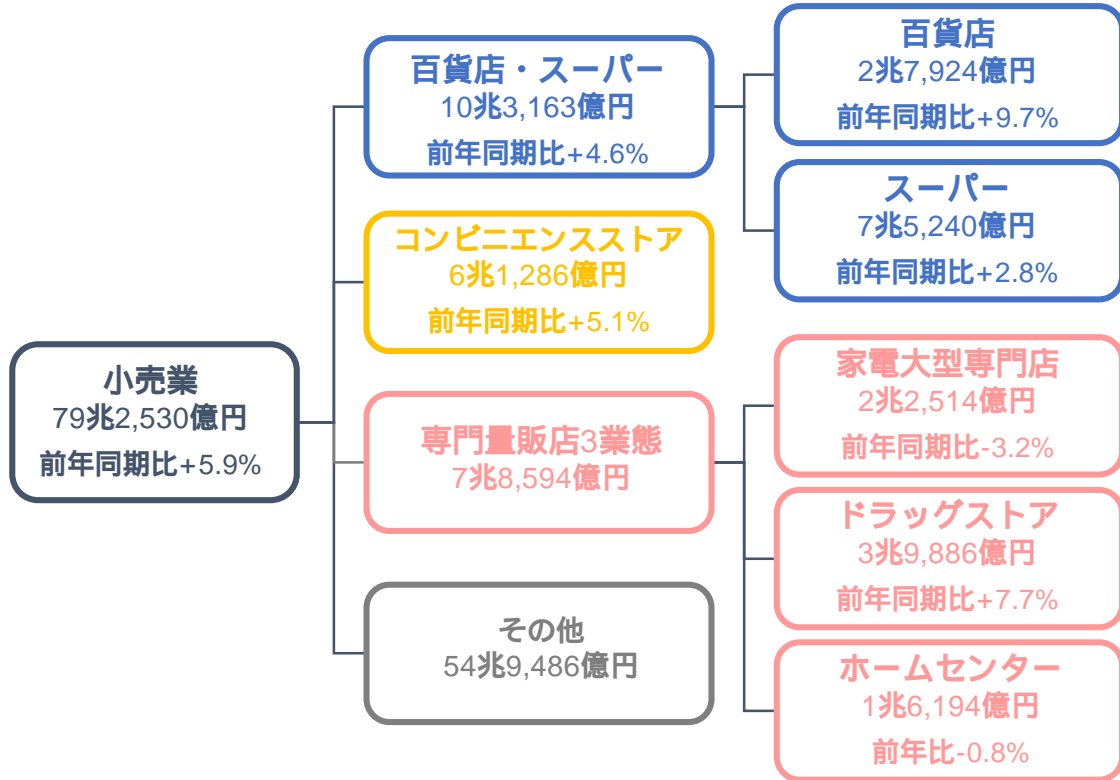 小売業
79兆2,530億円
前年同期比+5.9%
百貨店・スーパー
10兆3,163億円
前年同期比+4.6%
コンビニエンスストア
6兆1,286億円
前年同期比+5.1%
専門量販店3業態
7兆8,594億円
その他
54兆9,486億円
百貨店
2兆7,924億円
前年同期比+9.7%
スーパー
7兆5,240億円
前年同期比+2.8%
家電大型専門店
2兆2,514億円
前年同期比-3.2%
ドラッグストア
3兆9,886億円
前年同期比+7.7%
ホームセンター
1兆6,194億円
前年比-0.8%